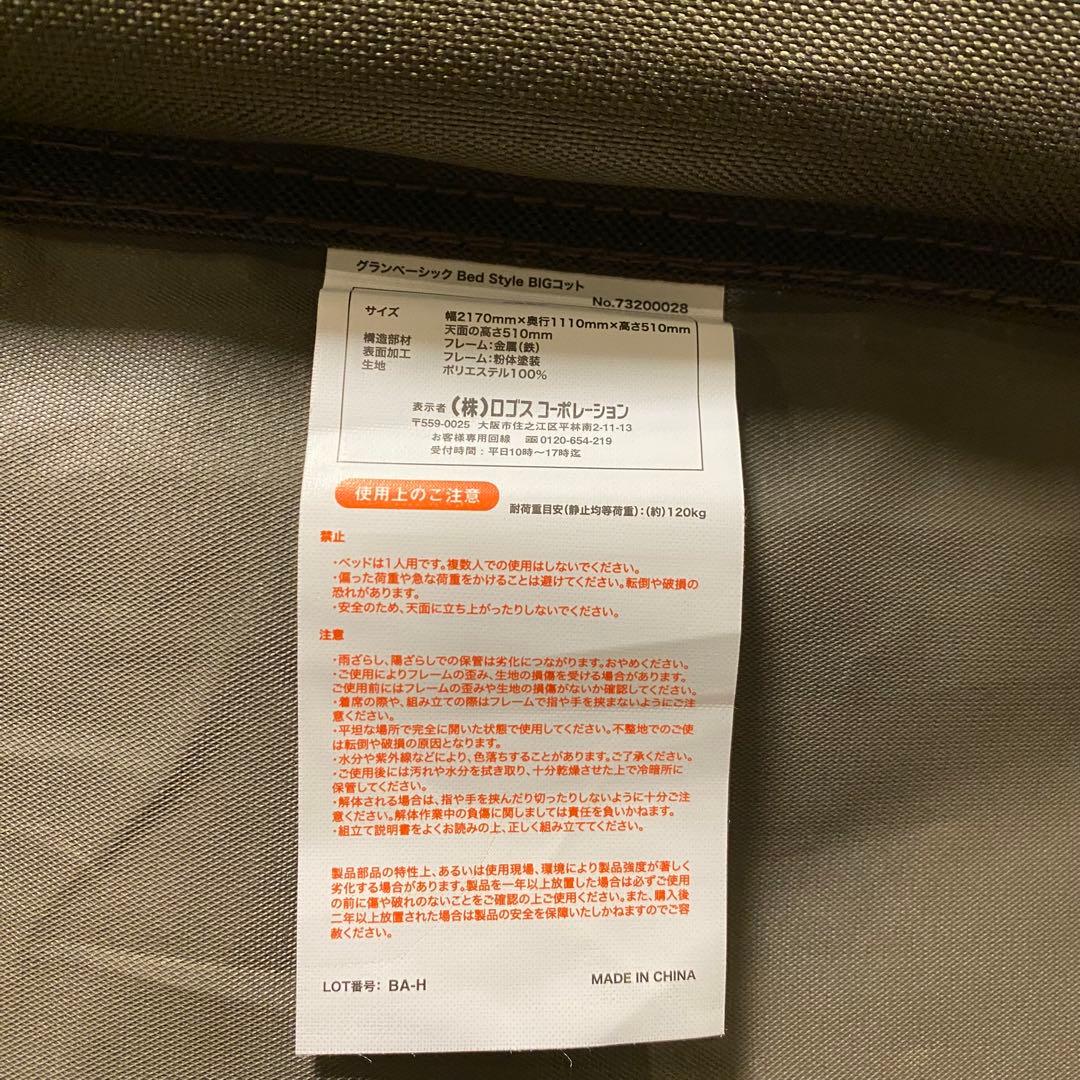 グランベーシック Bed Style BIGコット
No.73200028
サイズ 幅2170mm×奥行1110mm×高さ510mm
天面の高さ510mm
構造部材 フレーム:金属(鉄)
表面加工 フレーム:粉体塗装
生地 ポリエステル100%
表示者 (株)ロゴス コーポレーション
〒559-0025 大阪市住之江区平林南2-11-13
お客様専用回線 0120-654-219
受付時間:平日10時〜17時迄
使用上のご注意 耐荷重目安(静止均等荷重):(約)120kg
禁止
・ベッドは1人用です。複数人での使用はしないでください。
・偏った荷重や急な荷重をかけることは避けてください。転倒や破損の
恐れがあります。
・安全のため、天面に立ち上がったりしないでください。
注意
・雨ざらし、陽ざらしでの保管は劣化につながります。おやめください。
・ご使用によりフレームの歪み、生地の損傷を受ける場合があります。
ご使用前にはフレームの歪みや生地の損傷がないか確認してください。
・着席の際や、組み立ての際はフレームで指や手を挟まないようにご注
意ください。
・平坦な場所で完全に開いた状態で使用してください。不整地でのご使
は転倒や破損の原因となります。
・水分や紫外線などにより、色落ちすることがあります。ご了承ください。
・ご使用後には汚れや水分を拭き取り、十分乾燥させた上で冷暗所に
保管してください。
・解体される場合は、指や手を挟んだり切ったりしないように十分ご注
意ください。解体作業中の負傷に関しましては責任を負いかねます。
・組立て説明書をよくお読みの上、正しく組み立ててください。
製品部品の特性上、あるいは使用現場、環境により製品強度が著しく
劣化する場合があります。製品を一年以上放置した場合は必ずご使用
の前に傷や破れのないことをご確認の上ご使用ください。また、購入後
二年以上放置された場合は製品の安全を保障いたしかねますのでご容
赦ください。
LOT番号: BA-H
MADE IN CHINA